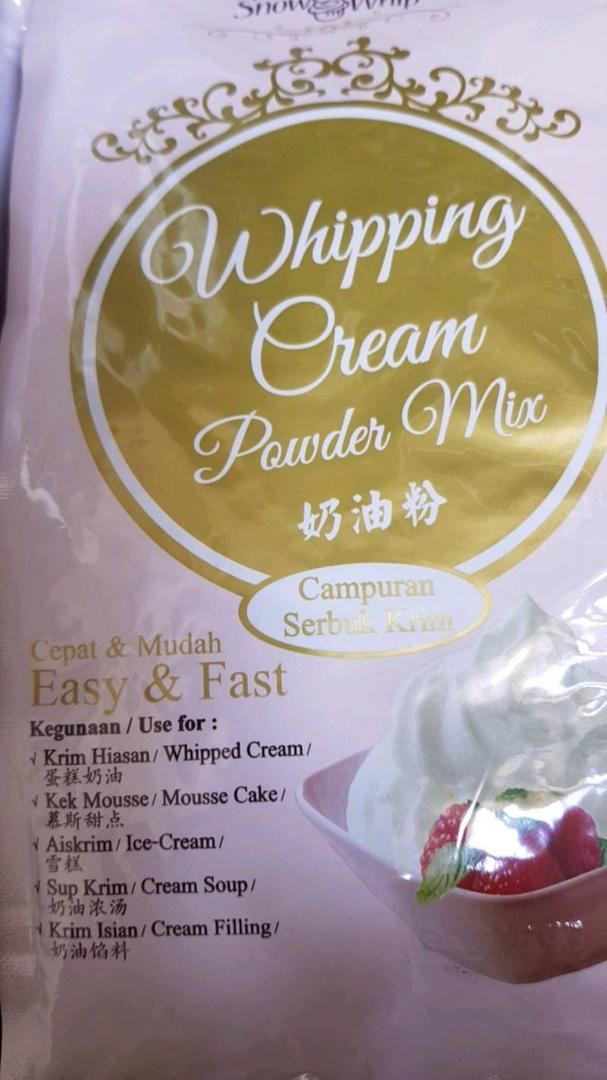 Snow Whip
Whipping
Cream
Powder Mix
奶油粉
Campuran
Serbuk Krim
Cepat & Mudah
Easy & Fast
Kegunaan / Use for :
√ Krim Hiasan / Whipped Cream /
蛋糕奶油
√ Kek Mousse / Mousse Cake /
慕斯甜点
√ Aiskrim / Ice-Cream /
雪糕
√ Sup Krim / Cream Soup /
奶油浓汤
√ Krim Isian / Cream Filling /
奶油馅料